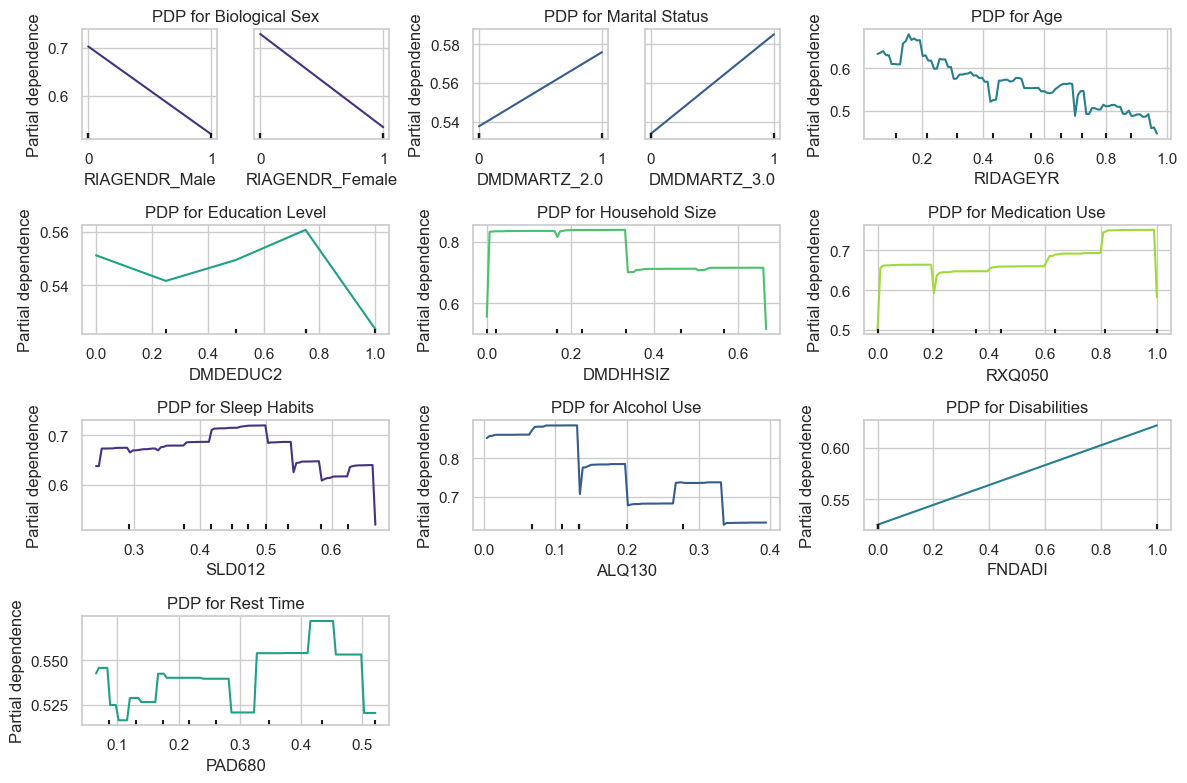 PDP for Biological Sex
Partial dependence
0.7
0.6
0
1
RIAGENDR_Male
0
1
RIAGENDR_Female
PDP for Marital Status
Partial dependence
0.58
0.56
0.54
0
1
DMDMARTZ_2.0
0
1
DMDMARTZ_3.0
PDP for Age
Partial dependence
0.6
0.5
0.2 0.4 0.6 0.8 1.0
RIDAGEYR
PDP for Education Level
Partial dependence
0.56
0.54
0.0 0.2 0.4 0.6 0.8 1.0
DMDEDUC2
PDP for Household Size
Partial dependence
0.8
0.6
0.0 0.2 0.4 0.6
DMDHHSIZ
PDP for Medication Use
Partial dependence
0.7
0.6
0.5
0.0 0.2 0.4 0.6 0.8 1.0
RXQ050
PDP for Sleep Habits
Partial dependence
0.7
0.6
0.3 0.4 0.5 0.6
SLD012
PDP for Alcohol Use
Partial dependence
0.8
0.7
0.0 0.1 0.2 0.3 0.4
ALQ130
PDP for Disabilities
Partial dependence
0.60
0.55
0.0 0.2 0.4 0.6 0.8 1.0
FNDADI
PDP for Rest Time
Partial dependence
0.550
0.525
0.1 0.2 0.3 0.4 0.5
PAD680